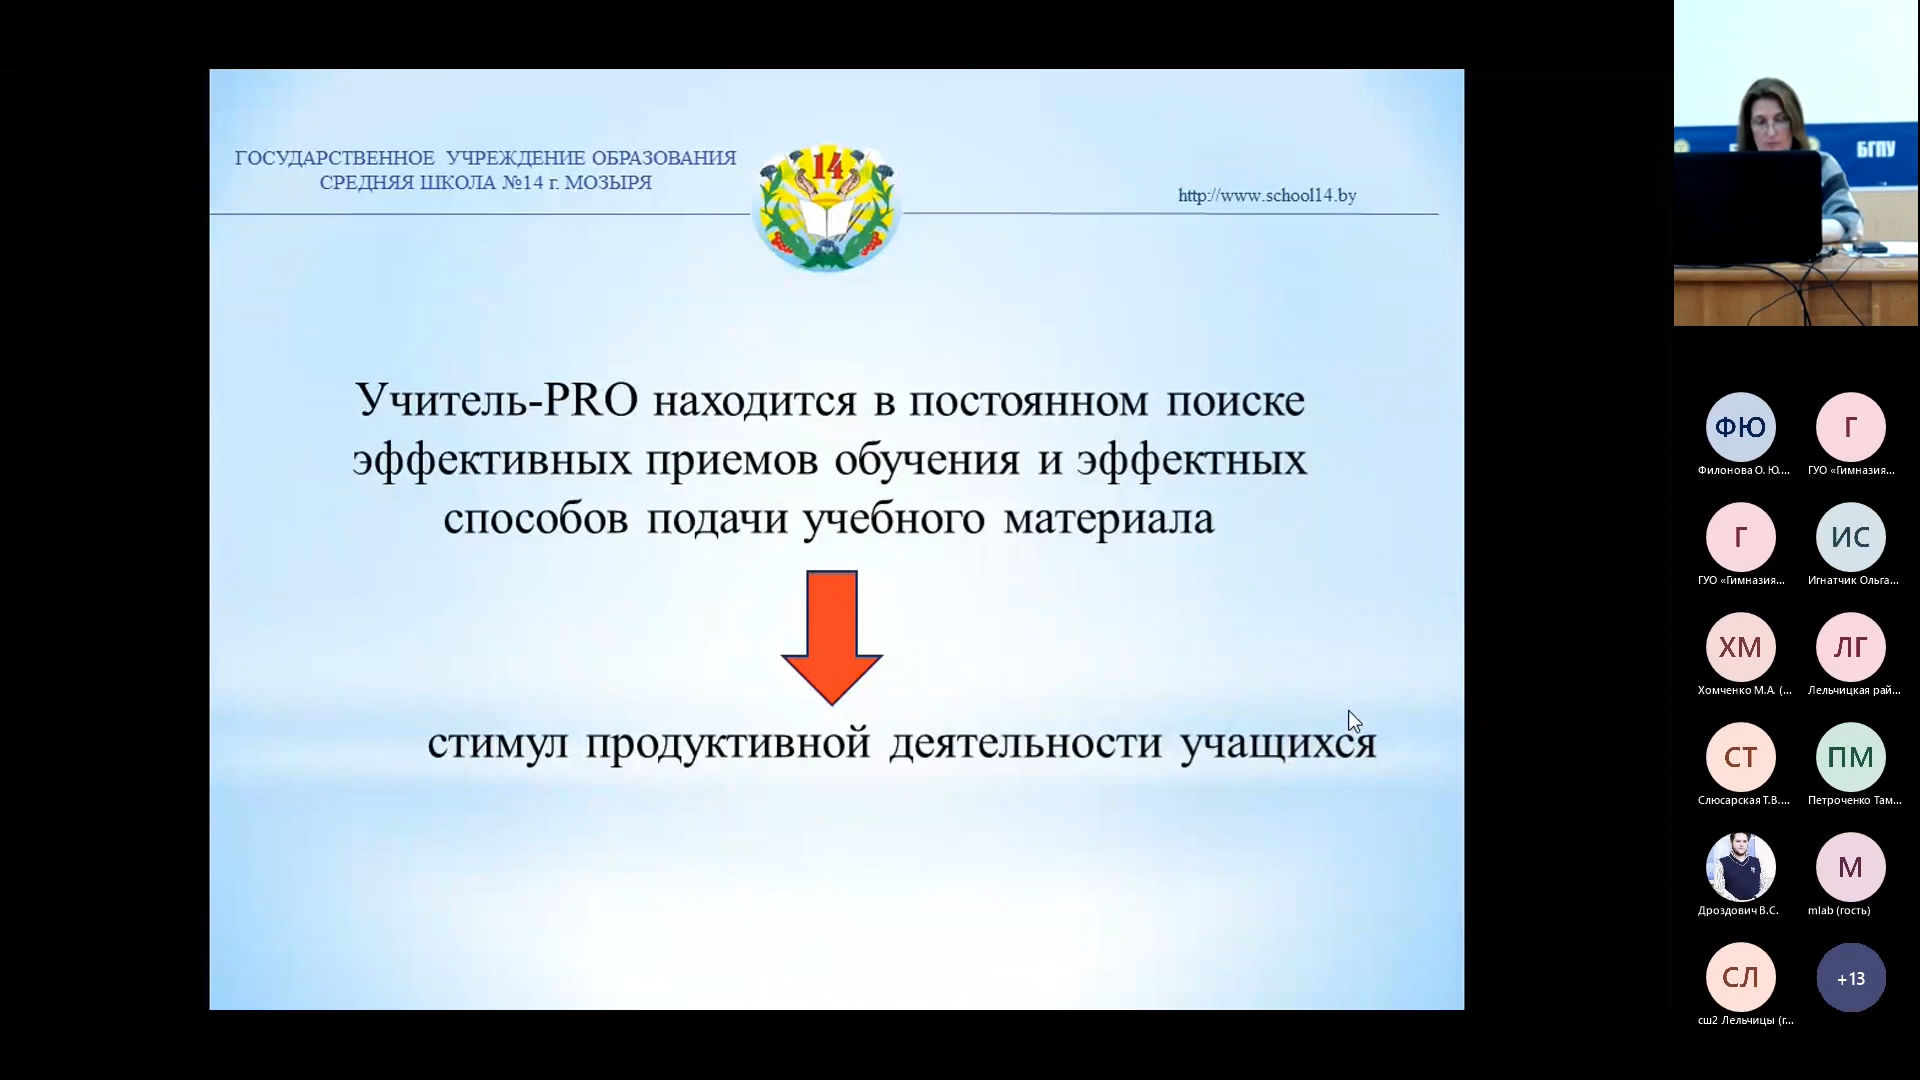 ГОСУДАРСТВЕННОЕ УЧРЕЖДЕНИЕ ОБРАЗОВАНИЯ
СРЕДНЯЯ ШКОЛА №14 г. МОЗЫРЯ
14
http://www.school14.by
Учитель-PRO находится в постоянном поиске
эффективных приемов обучения и эффектных
способов подачи учебного материала
стимул продуктивной деятельности учащихся
БГПУ
ФЮ
Филонова О. Ю....
Г
ГУО «Гимназия...
Г
ГУО «Гимназия...
ИС
Игнатчик Ольга...
ХМ
Хомченко М.А. (...
ЛГ
Лельчицкая рай...
СТ
Слюсарская Т.В....
ПМ
Петроченко Там...
Дроздович В.С.
М
mlab (гость)
СЛ
сш2 Лельчицы (г...
+13